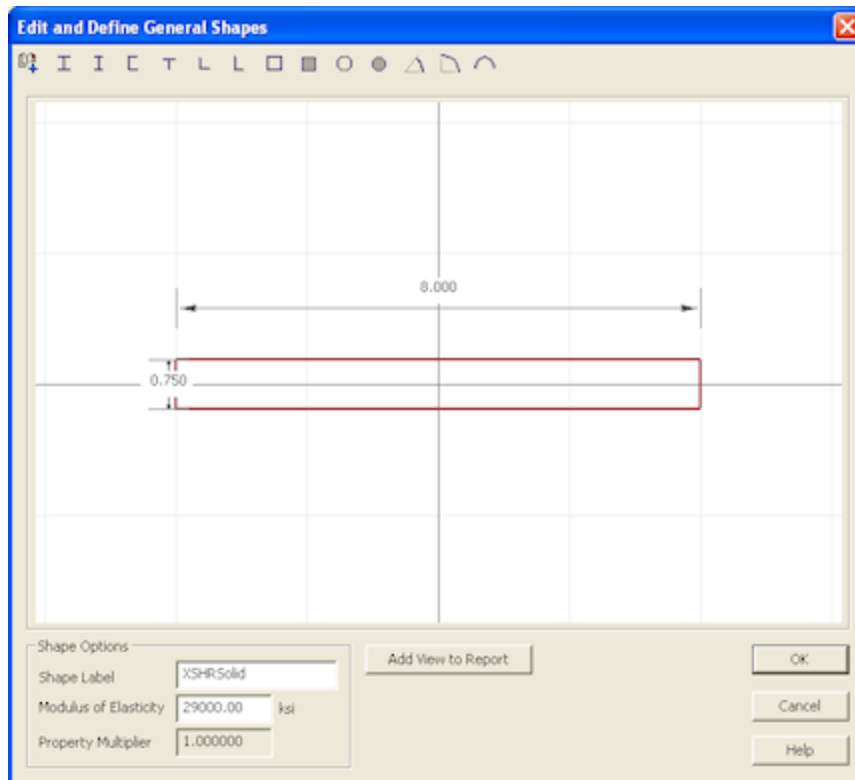 Edit and Define General Shapes
8.000
0.750
Shape Options
Shape Label XSHRSolid
Modulus of Elasticity 29000.00 ksi
Property Multiplier 1.000000
Add View to Report
OK
Cancel
Help